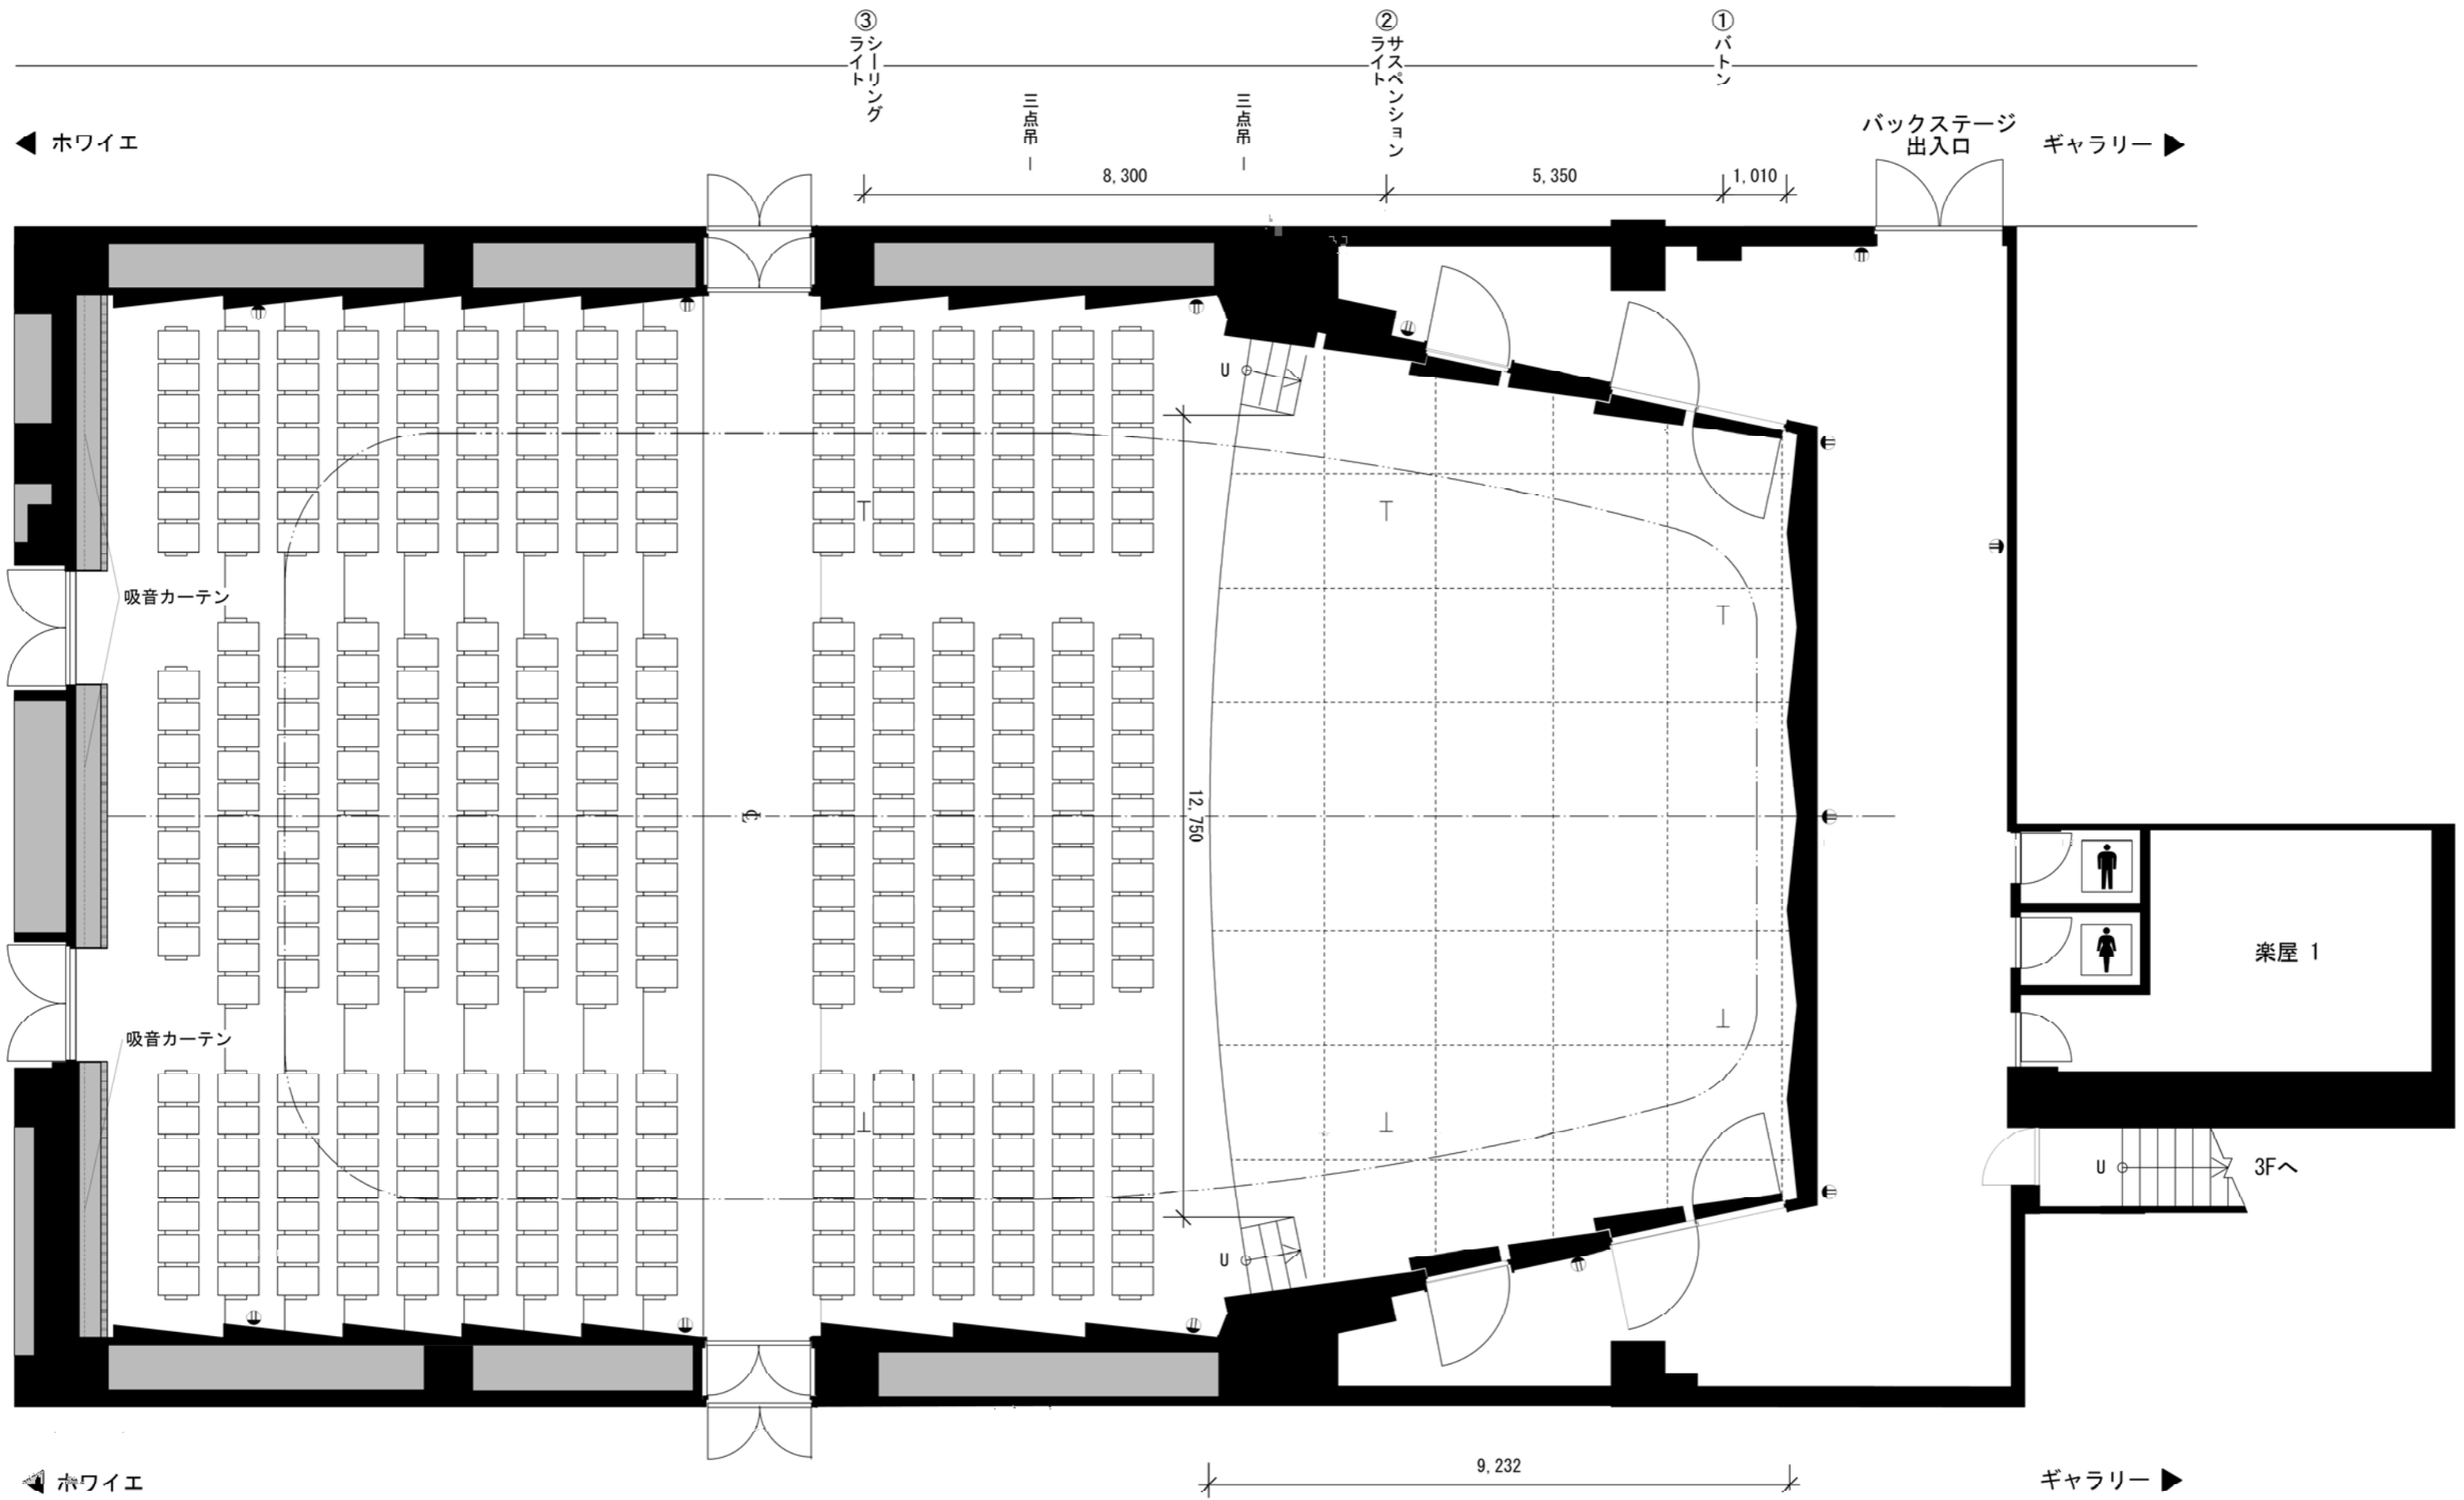 ③
シーリング
ライト
②
サスペンション
ライト
①
バトン
三点吊
三点吊
ホワイエ
バックステージ
出入口
ギャラリー
8,300
5,350
1,010
U
吸音カーテン
12,750
楽屋 1
吸音カーテン
U
3Fへ
U
9,232
ホワイエ
ギャラリー